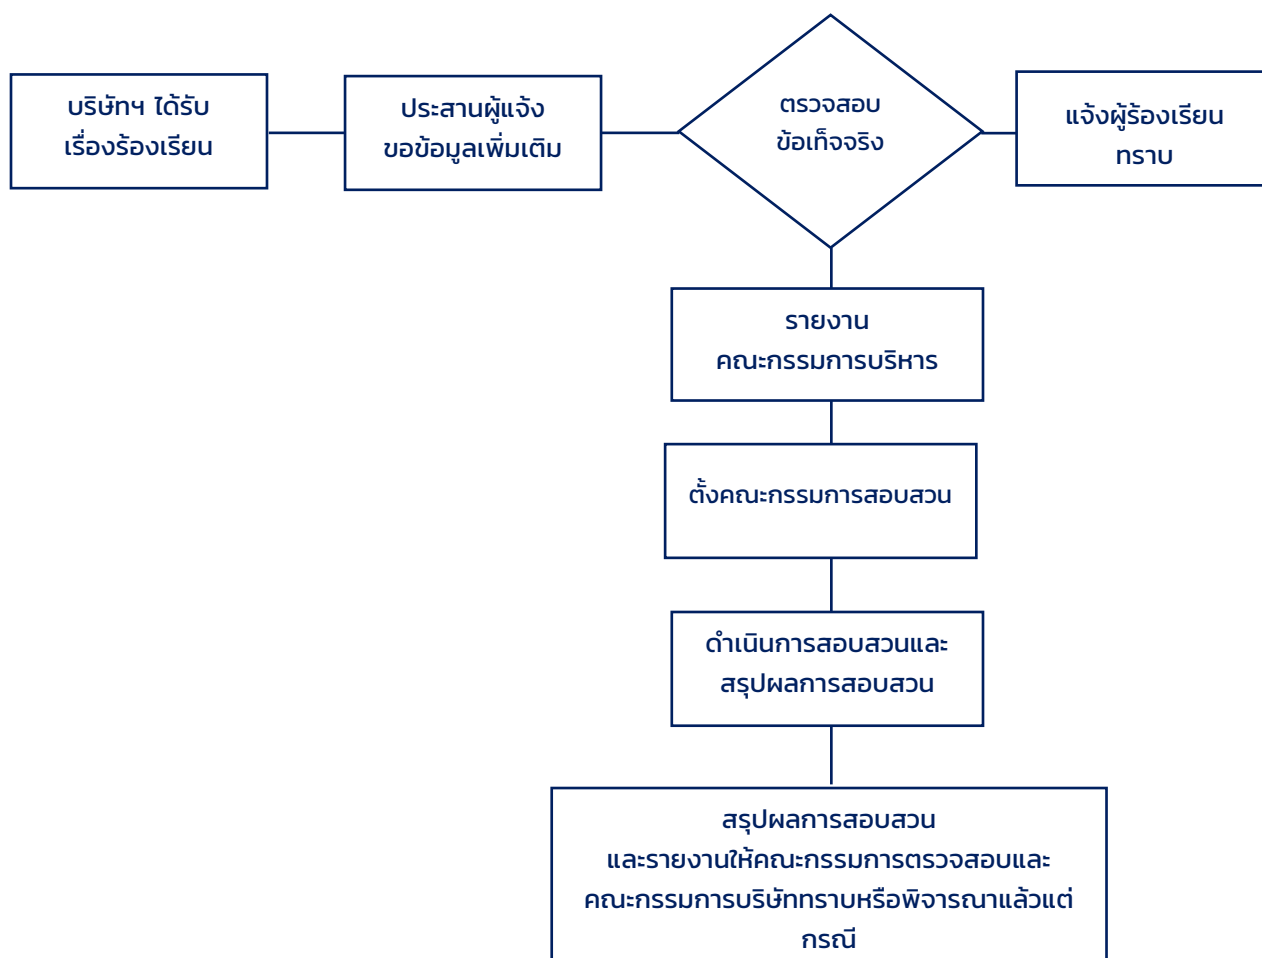 บริษัทฯ ได้รับ
เรื่องร้องเรียน
ประสานผู้แจ้ง
ขอข้อมูลเพิ่มเติม
ตรวจสอบ
ข้อเท็จจริง
แจ้งผู้ร้องเรียน
ทราบ
รายงาน
คณะกรรมการบริหาร
ตั้งคณะกรรมการสอบสวน
ดำเนินการสอบสวนและ
สรุปผลการสอบสวน
สรุปผลการสอบสวน
และรายงานให้คณะกรรมการตรวจสอบและ
คณะกรรมการบริษัททราบหรือพิจารณาแล้วแต่
กรณี